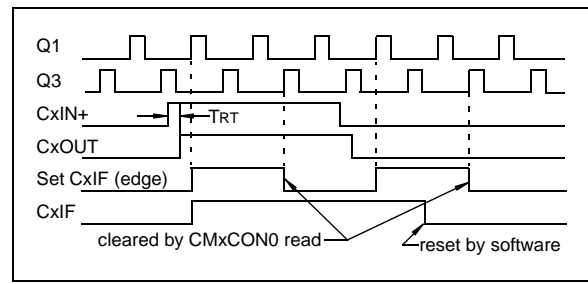 Q1
Q3
CxIN+
TRT
CxOUT
Set CxIF (edge)
CxIF
cleared by CMxCON0 read
reset by software